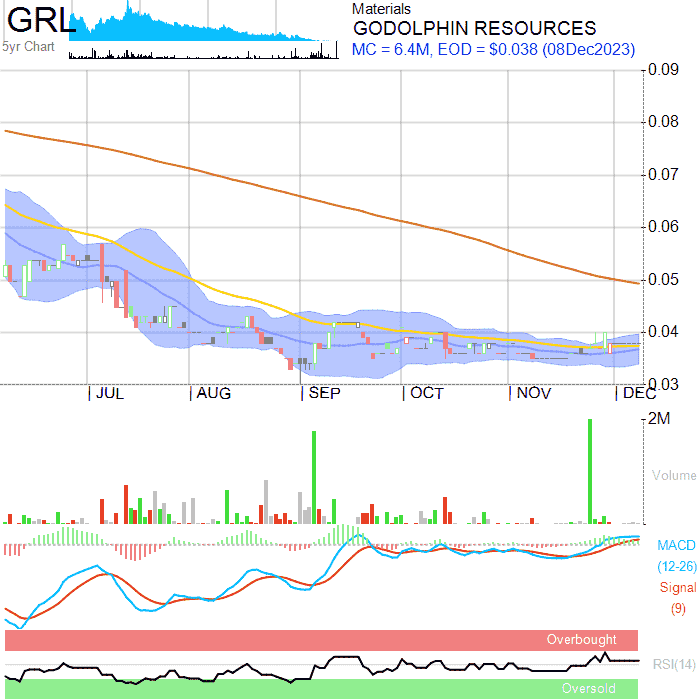 GRL
5yr Chart
Materials
GODOLPHIN RESOURCES
MC = 6.4M, EOD = $0.038 (08Dec2023)
0.09
0.08
0.07
0.06
0.05
0.04
0.03
JUL
AUG
SEP
OCT
NOV
DEC
2M
Volume
MACD
(12-26)
Signal
(9)
Overbought
RSI(14)
Oversold